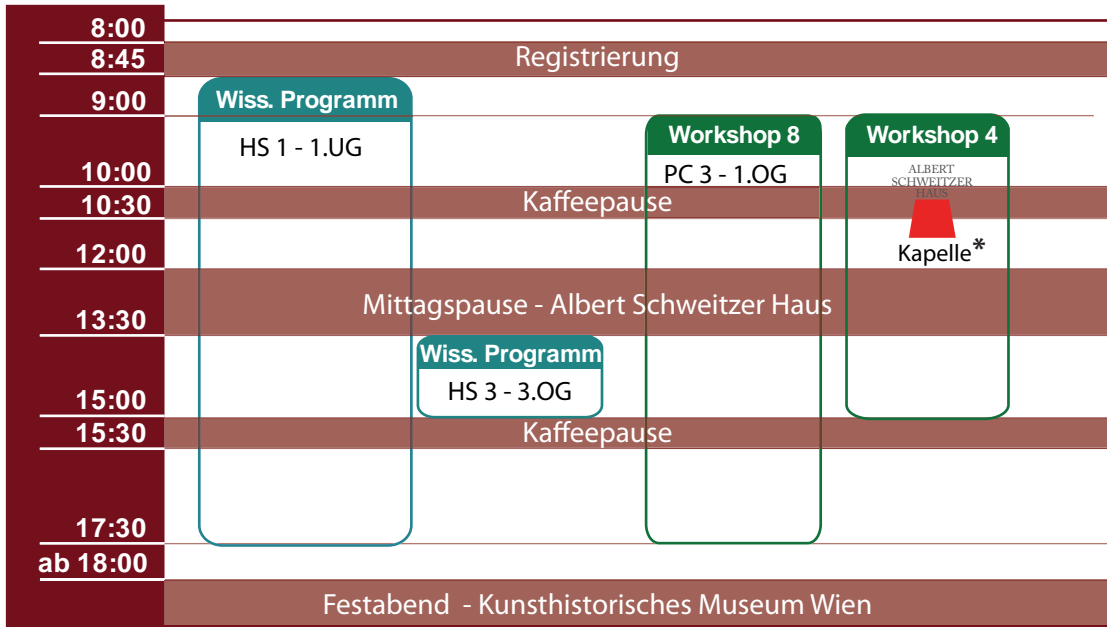 8:00
Registrierung
8:45
Wiss. Programm
9:00
HS 1 - 1.UG
Workshop 8
Workshop 4
PC 3 - 1.OG
ALBERT
SCHWEITZER
HAUS
10:00
Kaffeepause
10:30
Kapelle*
12:00
Mittagspause - Albert Schweitzer Haus
13:30
Wiss. Programm
HS 3 - 3.OG
15:00
Kaffeepause
15:30
17:30
ab 18:00
Festabend - Kunsthistorisches Museum Wien